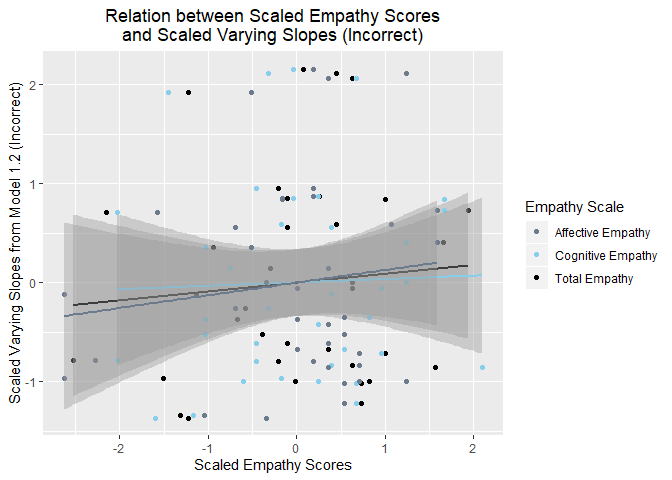 Relation between Scaled Empathy Scores
and Scaled Varying Slopes (Incorrect)
Scaled Varying Slopes from Model 1.2 (Incorrect)
2
1
0
-1
-2
-1
0
1
2
Scaled Empathy Scores
Empathy Scale
Affective Empathy
Cognitive Empathy
Total Empathy